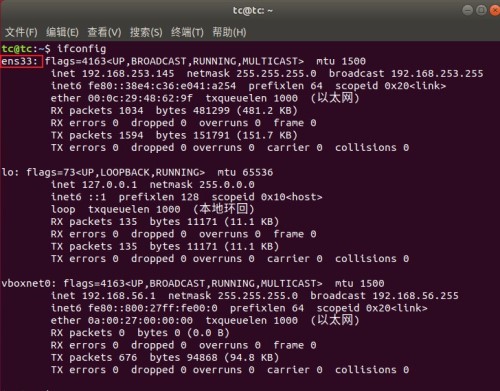 tc@tc: ~
文件(F) 编辑(E) 查看(V) 搜索(S) 终端(T) 帮助(H)
tc@tc:~$ ifconfig
ens33: flags=4163<UP,BROADCAST,RUNNING,MULTICAST>  mtu 1500
        inet 192.168.253.145  netmask 255.255.255.0  broadcast 192.168.253.255
        inet6 fe80::38e4:c36:e041:a254  prefixlen 64  scopeid 0x20<link>
        ether 00:0c:29:48:62:9f  txqueuelen 1000  (以太网)
        RX packets 1034  bytes 481299 (481.2 KB)
        RX errors 0  dropped 0  overruns 0  frame 0
        TX packets 1594  bytes 151791 (151.7 KB)
        TX errors 0  dropped 0 overruns 0  carrier 0  collisions 0
lo: flags=73<UP,LOOPBACK,RUNNING>  mtu 65536
        inet 127.0.0.1  netmask 255.0.0.0
        inet6 ::1  prefixlen 128  scopeid 0x10<host>
        loop  txqueuelen 1000  (本地环回)
        RX packets 135  bytes 11171 (11.1 KB)
        RX errors 0  dropped 0  overruns 0  frame 0
        TX packets 135  bytes 11171 (11.1 KB)
        TX errors 0  dropped 0 overruns 0  carrier 0  collisions 0
vboxnet0: flags=4163<UP,BROADCAST,RUNNING,MULTICAST>  mtu 1500
        inet 192.168.56.1  netmask 255.255.255.0  broadcast 192.168.56.255
        inet6 fe80::800:27ff:fe00:0  prefixlen 64  scopeid 0x20<link>
        ether 0a:00:27:00:00:00  txqueuelen 1000  (以太网)
        RX packets 0  bytes 0 (0.0 B)
        RX errors 0  dropped 0  overruns 0  frame 0
        TX packets 676  bytes 94868 (94.8 KB)
        TX errors 0  dropped 0 overruns 0  carrier 0  collisions 0